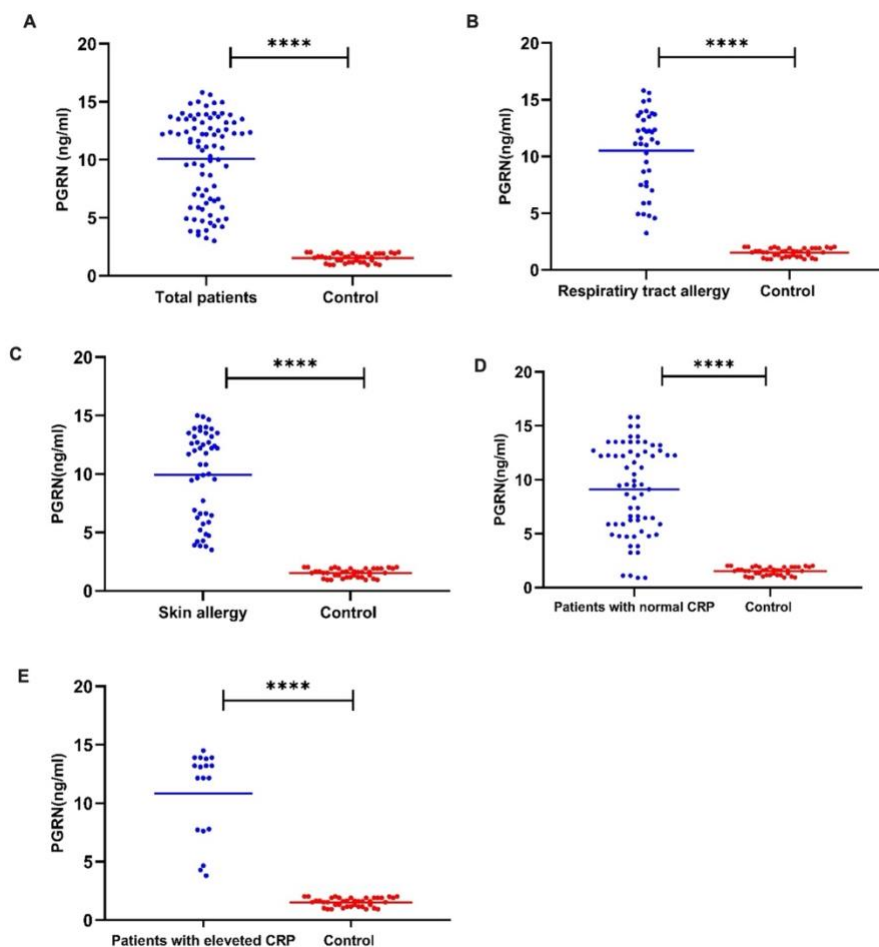 A
****
20
15
10
5
0
PGRN (ng/ml)
Total patients
Control
B
****
20
15
10
5
0
PGRN(ng/ml)
Respiratiry tract allergy
Control
C
****
20
15
10
5
0
PGRN(ng/ml)
Skin allergy
Control
D
****
20
15
10
5
0
PGRN(ng/ml)
Patients with normal CRP
Control
E
****
20
15
10
5
0
PGRN(ng/ml)
Patients with eleveted CRP
Control